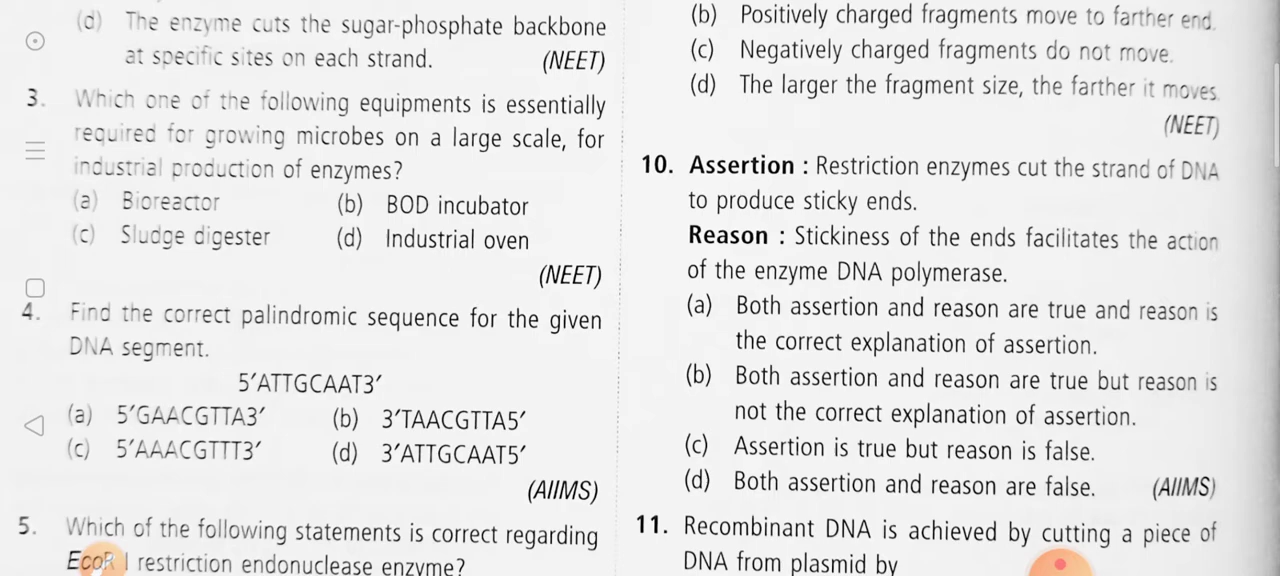 (d) The enzyme cuts the sugar-phosphate backbone
at specific sites on each strand. (NEET)
3. Which one of the following equipments is essentially
required for growing microbes on a large scale, for
industrial production of enzymes?
(a) Bioreactor (b) BOD incubator
(c) Sludge digester (d) Industrial oven
(NEET)
4. Find the correct palindromic sequence for the given
DNA segment.
5′ATTGCAAT3′
(a) 5′GAACGTTA3′ (b) 3′TAACGTTA5′
(c) 5′AAACGTTT3′ (d) 3′ATTGCAAT5′
(AIIMS)
5. Which of the following statements is correct regarding
EcoR I restriction endonuclease enzyme?
(b) Positively charged fragments move to farther end.
(c) Negatively charged fragments do not move.
(d) The larger the fragment size, the farther it moves.
(NEET)
10. Assertion : Restriction enzymes cut the strand of DNA
to produce sticky ends.
Reason : Stickiness of the ends facilitates the action
of the enzyme DNA polymerase.
(a) Both assertion and reason are true and reason is
the correct explanation of assertion.
(b) Both assertion and reason are true but reason is
not the correct explanation of assertion.
(c) Assertion is true but reason is false.
(d) Both assertion and reason are false. (AIIMS)
11. Recombinant DNA is achieved by cutting a piece of
DNA from plasmid by